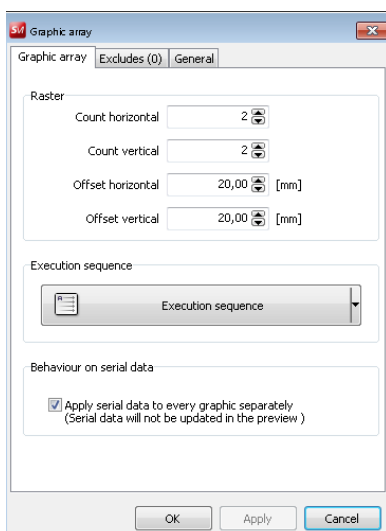 Graphic array
Graphic array Excludes (0) General
Raster
Count horizontal 2
Count vertical 2
Offset horizontal 20,00 [mm]
Offset vertical 20,00 [mm]
Execution sequence
Execution sequence
Behaviour on serial data
Apply serial data to every graphic separately
(Serial data will not be updated in the preview )
OK Apply Cancel